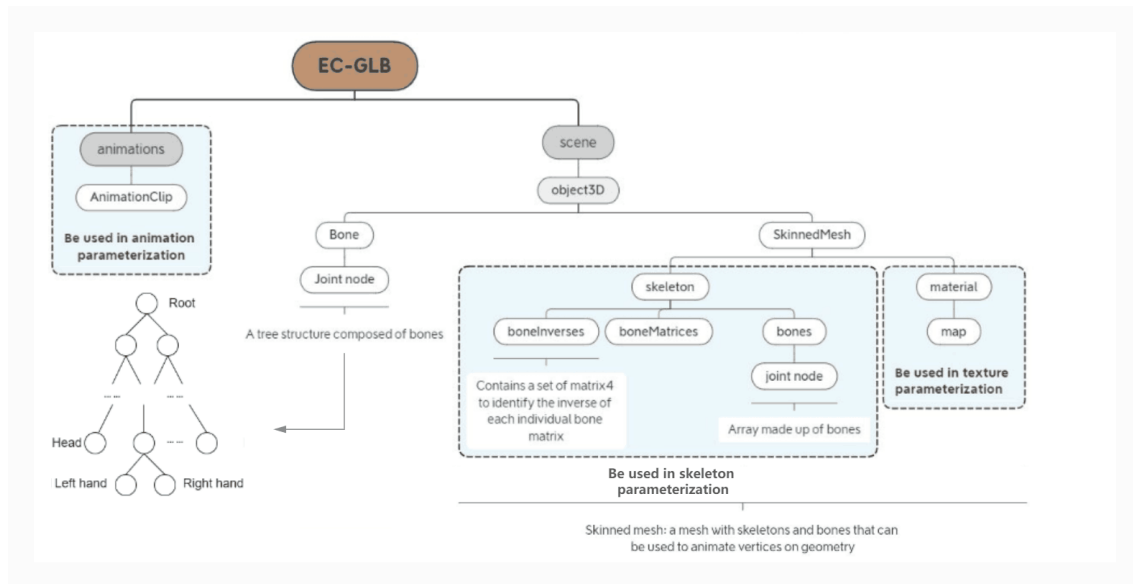 EC-GLB
animations
AnimationClip
Be used in animation
parameterization
scene
object3D
Bone
Joint node
A tree structure composed of bones
SkinnedMesh
skeleton
boneInverses
boneMatrices
bones
Contains a set of matrix4
to identify the inverse of
each individual bone
matrix
joint node
Array made up of bones
Be used in skeleton
parameterization
material
map
Be used in texture
parameterization
Skinned mesh: a mesh with skeletons and bones that can
be used to animate vertices on geometry
Root
... ...
... ...
Head
... ...
Left hand
Right hand